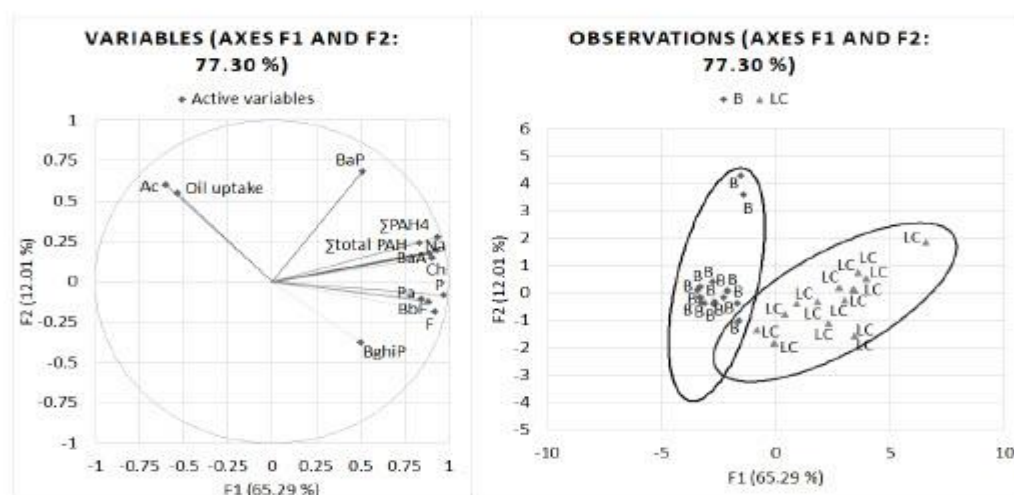 VARIABLES (AXES F1 AND F2:
77.30 %)
Active variables
1
0.75
0.5
0.25
0
-0.25
-0.5
-0.75
-1
-1 -0.75 -0.5 -0.25 0 0.25 0.5 0.75 1
F2 (12.01 %)
F1 (65.29 %)
BaP
Ac Oil uptake
∑PAH4
∑total PAH Na
BaA
Ch
P
Pa
BbF
F
BghiP
OBSERVATIONS (AXES F1 AND F2:
77.30 %)
B LC
6
5
4
3
2
1
0
-1
-2
-3
-4
-5
-10 -5 0 5 10
F2 (12.01 %)
F1 (65.29 %)
B
B
B B
B B B
B B B
B B B B
B
B
LC
LC
LC LC
LC LC
LC LC LC
LC
LC LC
LC LC